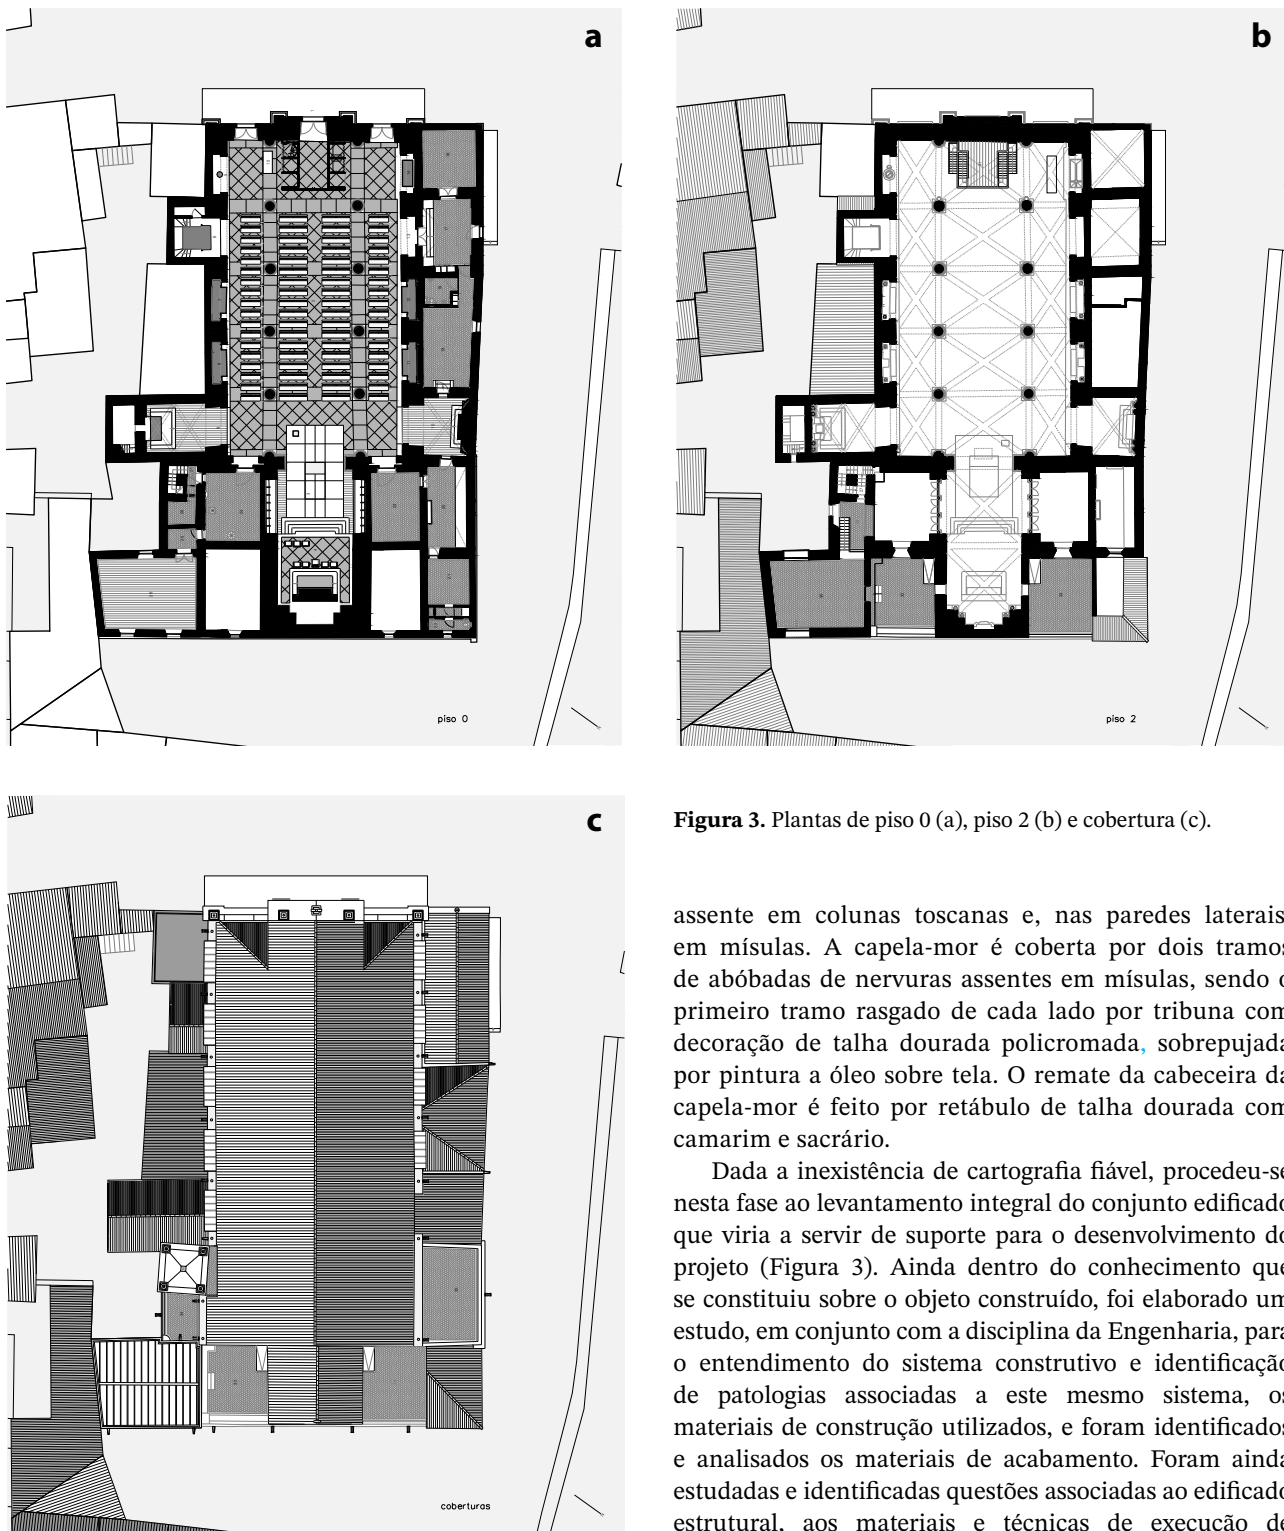 a
b
piso 0
piso 2
c
coberturas
Figura 3. Plantas de piso 0 (a), piso 2 (b) e cobertura (c).
assente em colunas toscanas e, nas paredes laterais
em mísulas. A capela-mor é coberta por dois tramos
de abóbadas de nervuras assentes em mísulas, sendo o
primeiro tramo rasgado de cada lado por tribuna com
decoração de talha dourada policromada, sobrepujada
por pintura a óleo sobre tela. O remate da cabeceira da
capela-mor é feito por retábulo de talha dourada com
camarim e sacrário.
Dada a inexistência de cartografia fiável, procedeu-se
nesta fase ao levantamento integral do conjunto edificado
que viria a servir de suporte para o desenvolvimento do
projeto (Figura 3). Ainda dentro do conhecimento que
se constituiu sobre o objeto construído, foi elaborado um
estudo, em conjunto com a disciplina da Engenharia, para
o entendimento do sistema construtivo e identificação
de patologias associadas a este mesmo sistema, os
materiais de construção utilizados, e foram identificados
e analisados os materiais de acabamento. Foram ainda
estudadas e identificadas questões associadas ao edificado
estrutural, aos materiais e técnicas de execução de